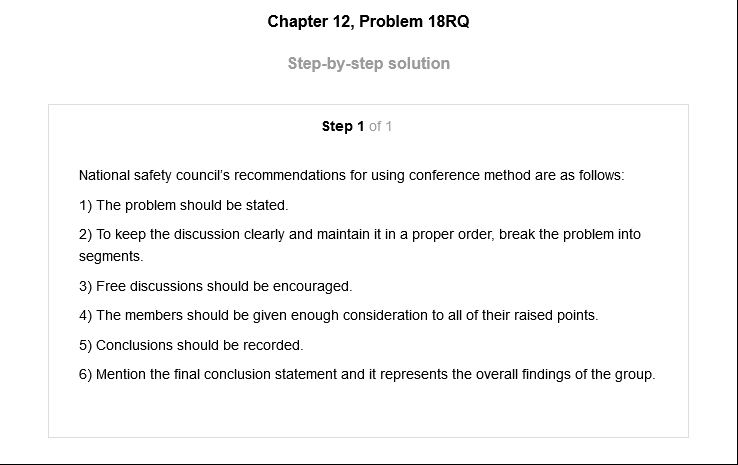 Chapter 12, Problem 18RQ
Step-by-step solution
Step 1 of 1
National safety council's recommendations for using conference method are as follows:
1) The problem should be stated.
2) To keep the discussion clearly and maintain it in a proper order, break the problem into
segments.
3) Free discussions should be encouraged.
4) The members should be given enough consideration to all of their raised points.
5) Conclusions should be recorded.
6) Mention the final conclusion statement and it represents the overall findings of the group.